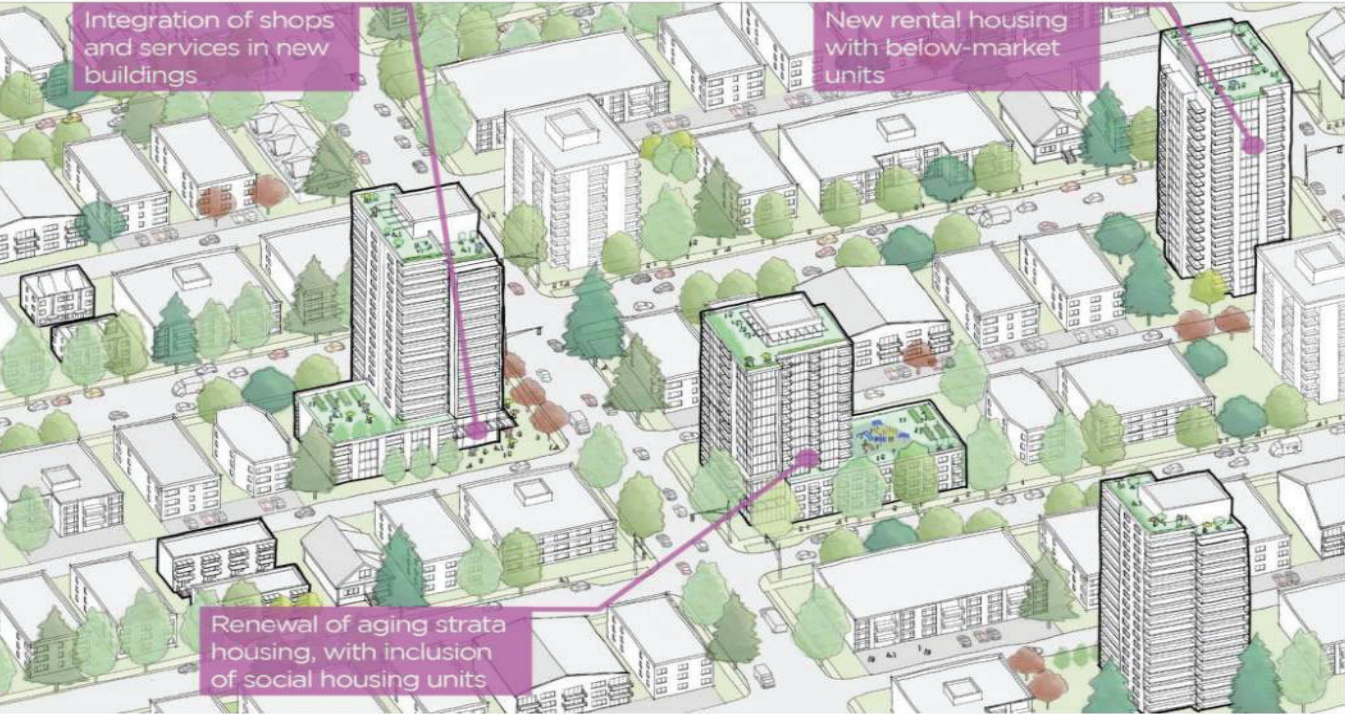 Integration of shops
and services in new
buildings
New rental housing
with below-market
units
Renewal of aging strata
housing, with inclusion
of social housing units